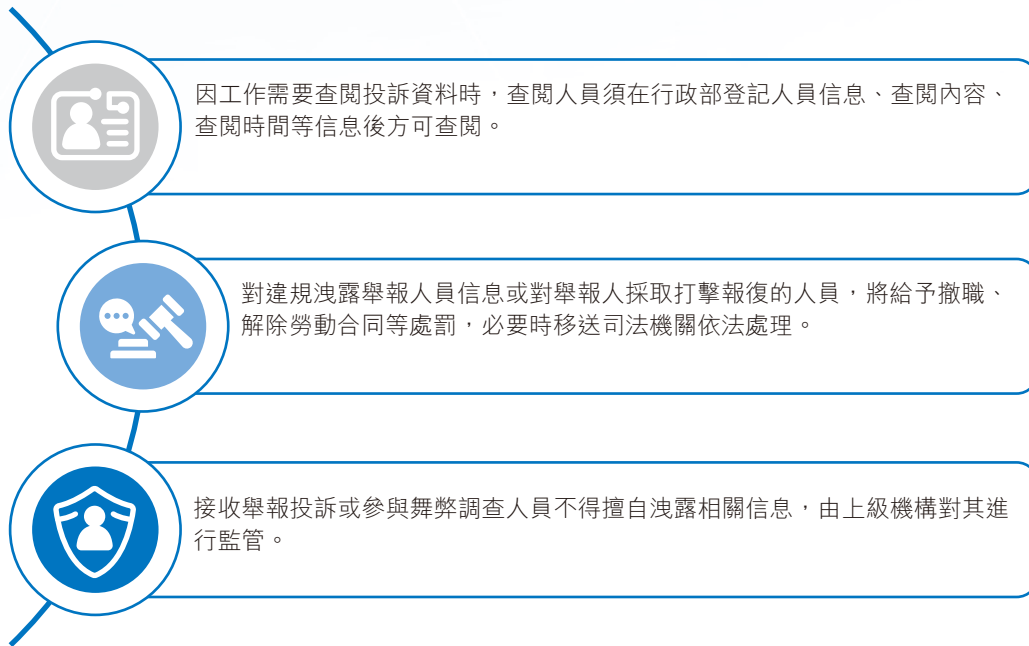 因工作需要查閱投訴資料時，查閱人員須在行政部登記人員信息、查閱內容、
查閱時間等信息後方可查閱。
對違規洩露舉報人員信息或對舉報人採取打擊報復的人員，將給予撤職、
解除勞動合同等處罰，必要時移送司法機關依法處理。
接收舉報投訴或參與舞弊調查人員不得擅自洩露相關信息，由上級機構對其進
行監管。